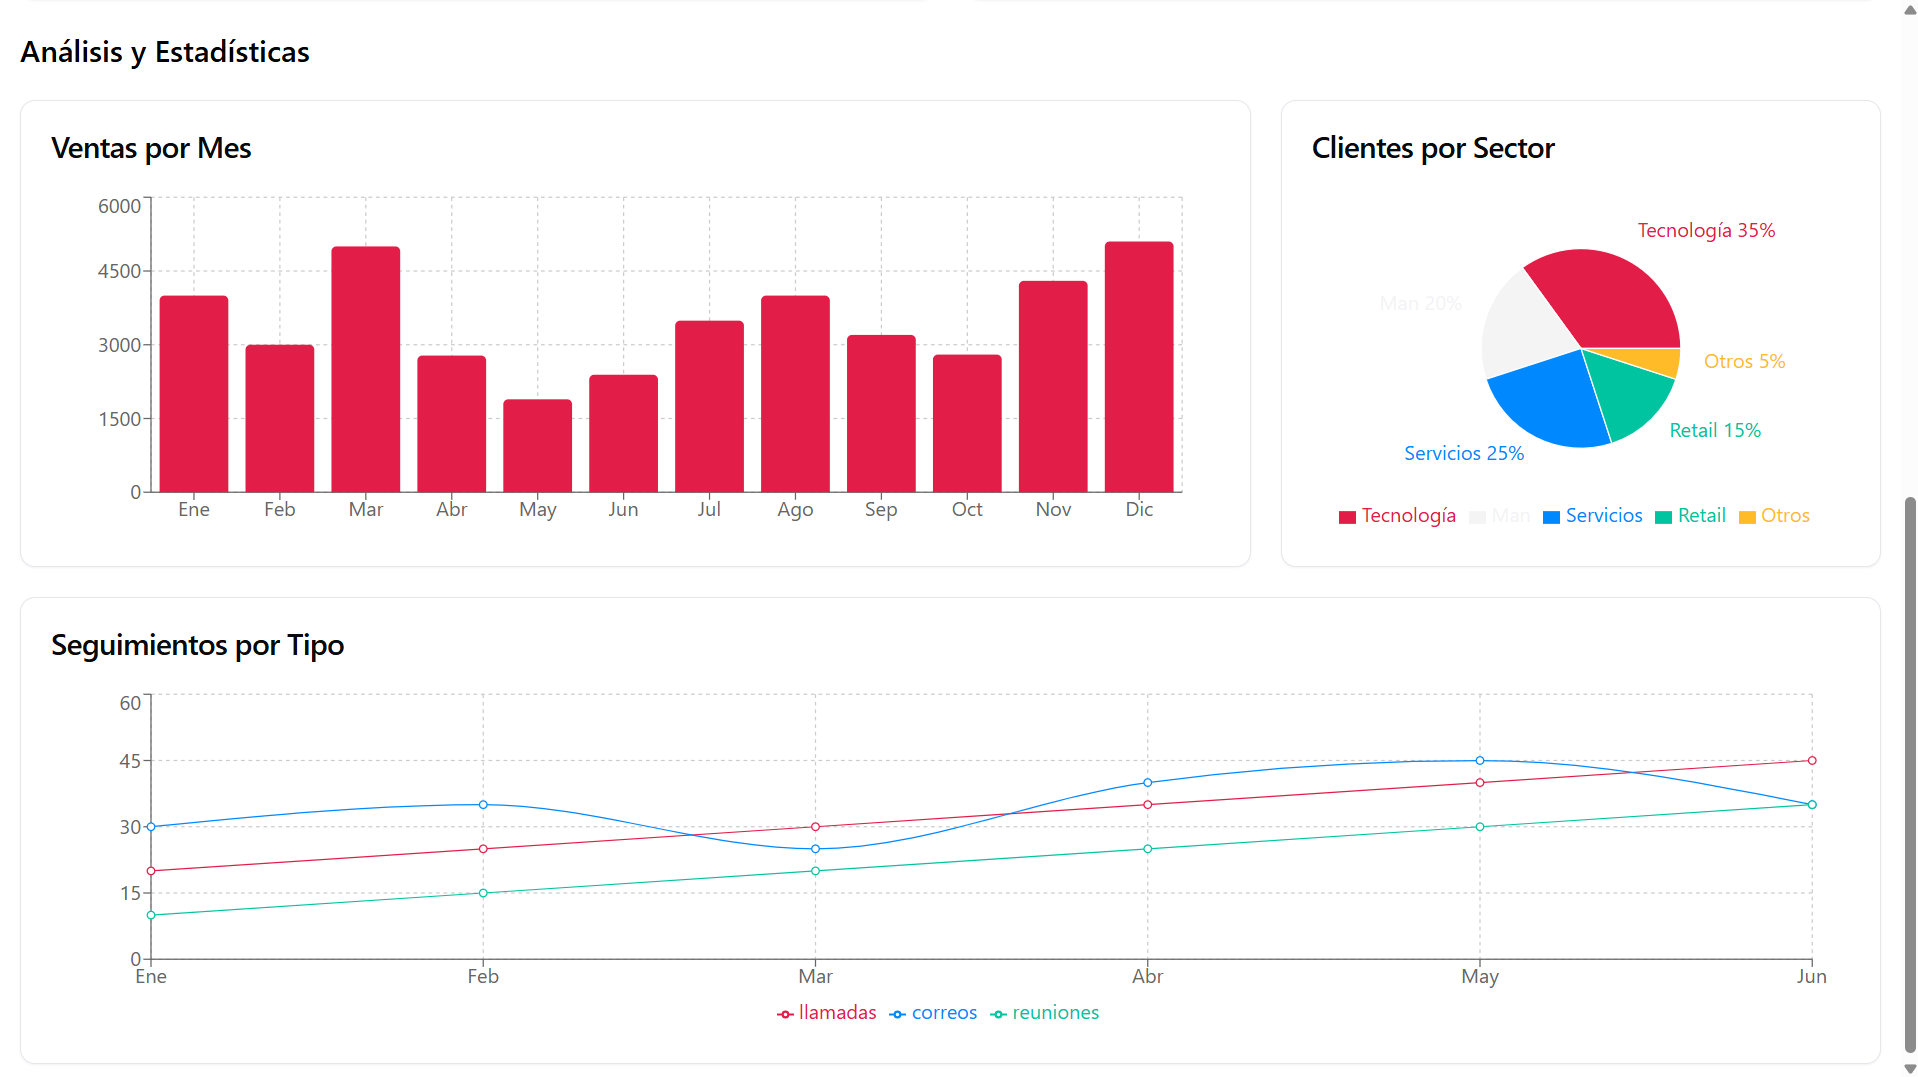 Análisis y Estadísticas
Ventas por Mes
6000
4500
3000
1500
0
Ene Feb Mar Abr May Jun Jul Ago Sep Oct Nov Dic
Clientes por Sector
Tecnología 35%
Man 20%
Otros 5%
Retail 15%
Servicios 25%
Tecnología Man Servicios Retail Otros
Seguimientos por Tipo
60
45
30
15
0
Ene Feb Mar Abr May Jun
llamadas correos reuniones